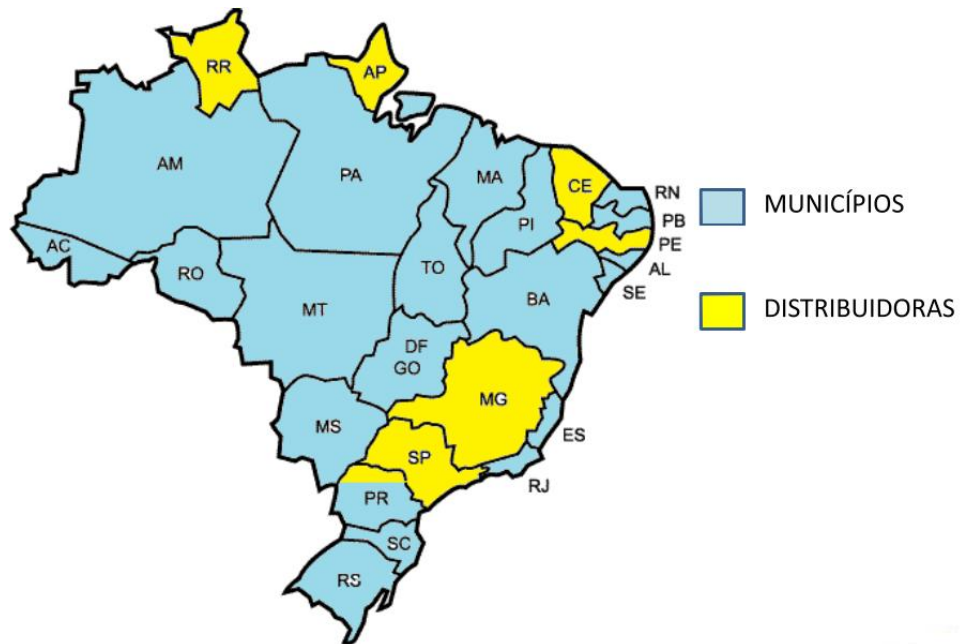 RR
AP
AM
PA
MA
CE
RN
PB
PE
AL
SE
PI
AC
RO
TO
BA
MT
DF
GO
MG
MS
ES
SP
RJ
PR
SC
RS
MUNICÍPIOS
DISTRIBUIDORAS